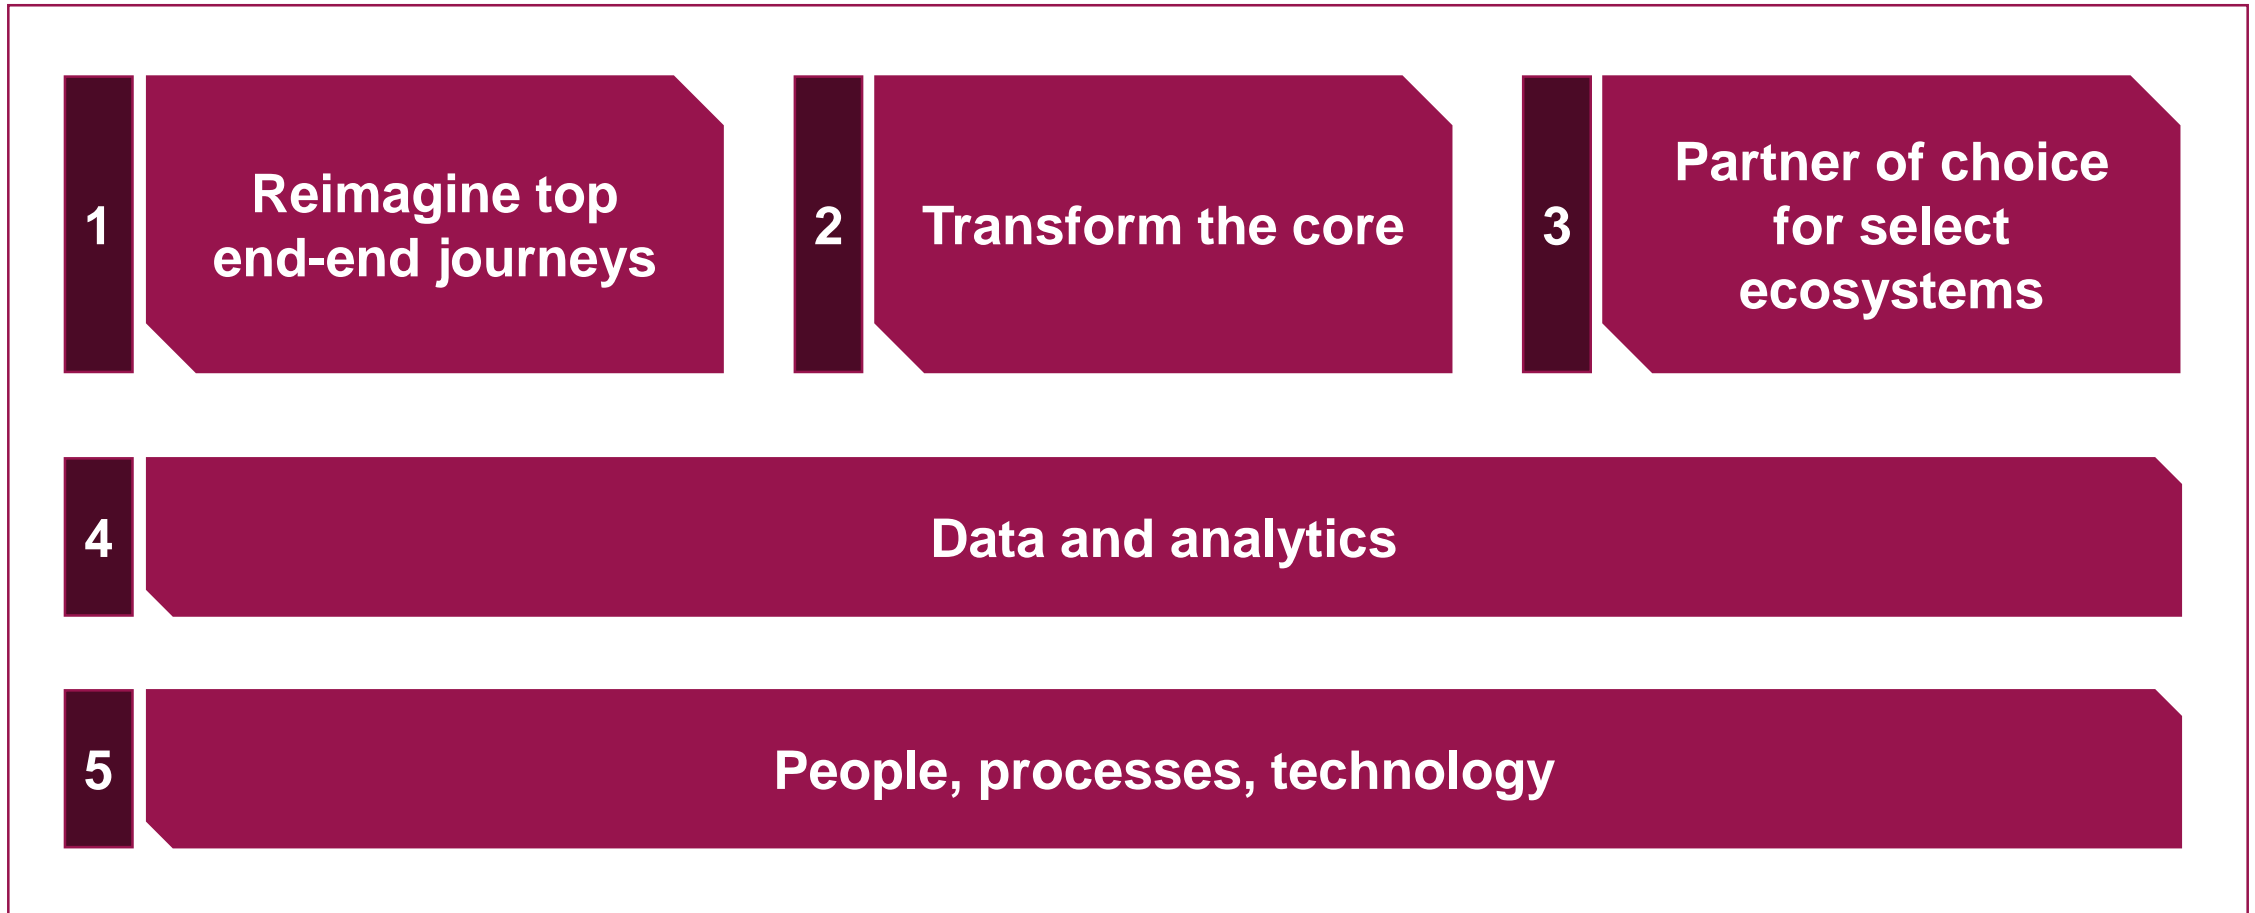 1
Reimagine top
end-end journeys
2
Transform the core
3
Partner of choice
for select
ecosystems
4
Data and analytics
5
People, processes, technology